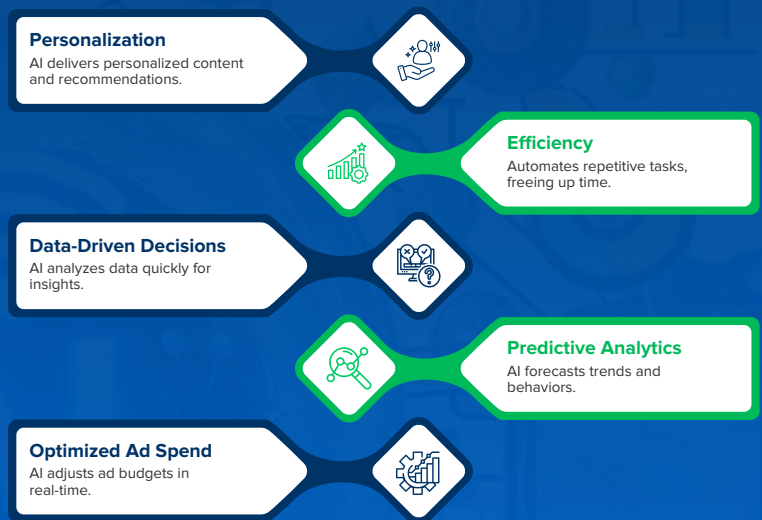 Personalization
AI delivers personalized content
and recommendations.
Efficiency
Automates repetitive tasks,
freeing up time.
Data-Driven Decisions
AI analyzes data quickly for
insights.
Predictive Analytics
AI forecasts trends and
behaviors.
Optimized Ad Spend
AI adjusts ad budgets in
real-time.